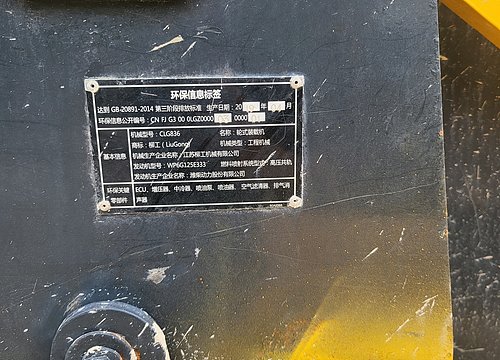 环保信息标签
达到 GB 20891-2014 第三阶段排放标准 生产日期：20 年 月
环保信息公开编号：CN FJ G3 00 0LGZ0000 0000
基本信息
机械型号：CLG836 名称：轮式装载机
商标：柳工（LiuGong） 机械类型：工程机械
机械生产企业名称：江苏柳工机械有限公司
发动机型号：WP6G125E333 燃料喷射系统型式：高压共轨
发动机生产企业名称：潍柴动力股份有限公司
环保关键零部件
ECU、增压器、中冷器、喷油泵、喷油器、空气滤清器、排气消
声器